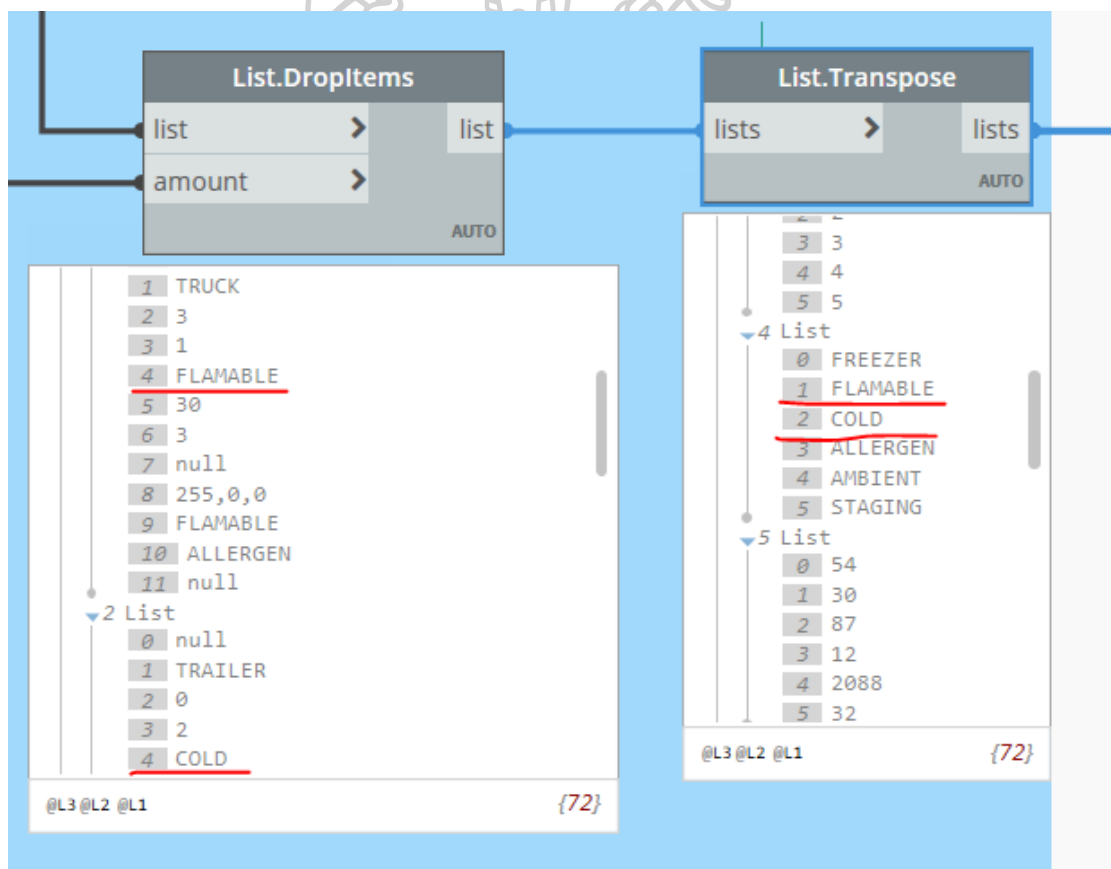 List.DropItems
list > list
amount >
AUTO
1 TRUCK
2 3
3 1
4 FLAMABLE
5 30
6 3
7 null
8 255,0,0
9 FLAMABLE
10 ALLERGEN
11 null
2 List
0 null
1 TRAILER
2 0
3 2
4 COLD
@L3 @L2 @L1 {72}
List.Transpose
lists > lists
AUTO
3 3
4 4
5 5
4 List
0 FREEZER
1 FLAMABLE
2 COLD
3 ALLERGEN
4 AMBIENT
5 STAGING
5 List
0 54
1 30
2 87
3 12
4 2088
5 32
@L3 @L2 @L1 {72}